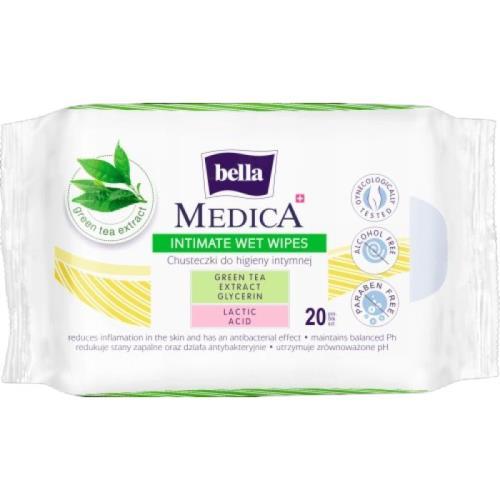 bella
MEDICA
INTIMATE WET WIPES
Chusteczki do higieny intymnej
GREEN TEA
EXTRACT
GLYCERIN
LACTIC
ACID
20
green tea extract
GYNECOLOGICALLY
TESTED
ALCOHOL FREE
PARABEN FREE
reduces inflamation in the skin and has an antibacterial effect • maintains balanced Ph
redukuje stany zapalne oraz działa antybakteryjnie • utrzymuje zrównoważone pH